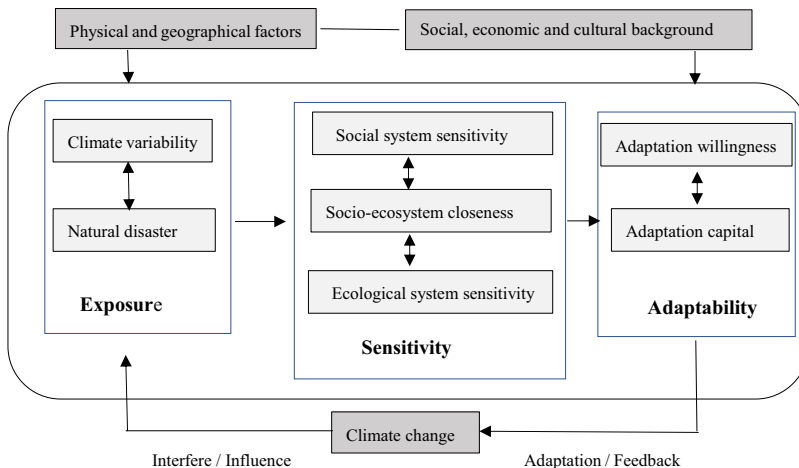 Physical and geographical factors
Social, economic and cultural background
Climate variability
Natural disaster
Exposure
Social system sensitivity
Socio-ecosystem closeness
Ecological system sensitivity
Sensitivity
Adaptation willingness
Adaptation capital
Adaptability
Climate change
Interfere / Influence
Adaptation / Feedback